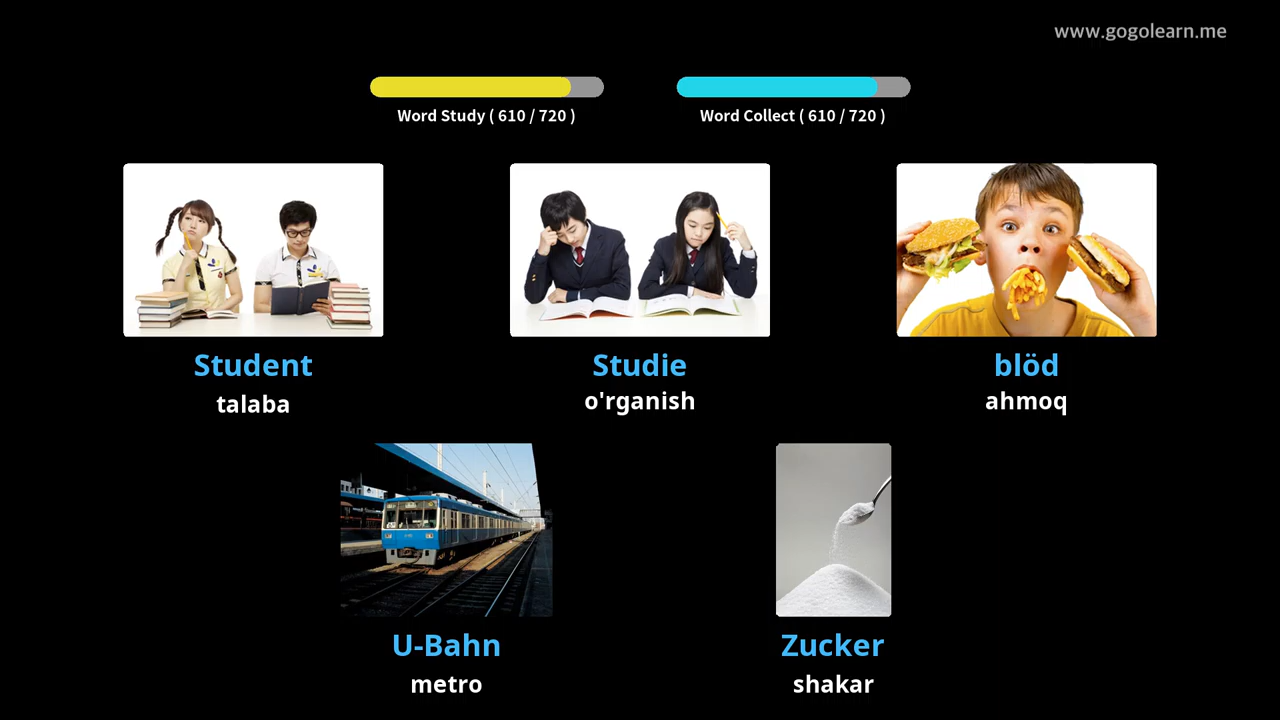 www.gogolearn.me
Word Study ( 610 / 720 )
Word Collect ( 610 / 720 )
Student
talaba
Studie
o'rganish
blöd
ahmoq
U-Bahn
metro
Zucker
shakar